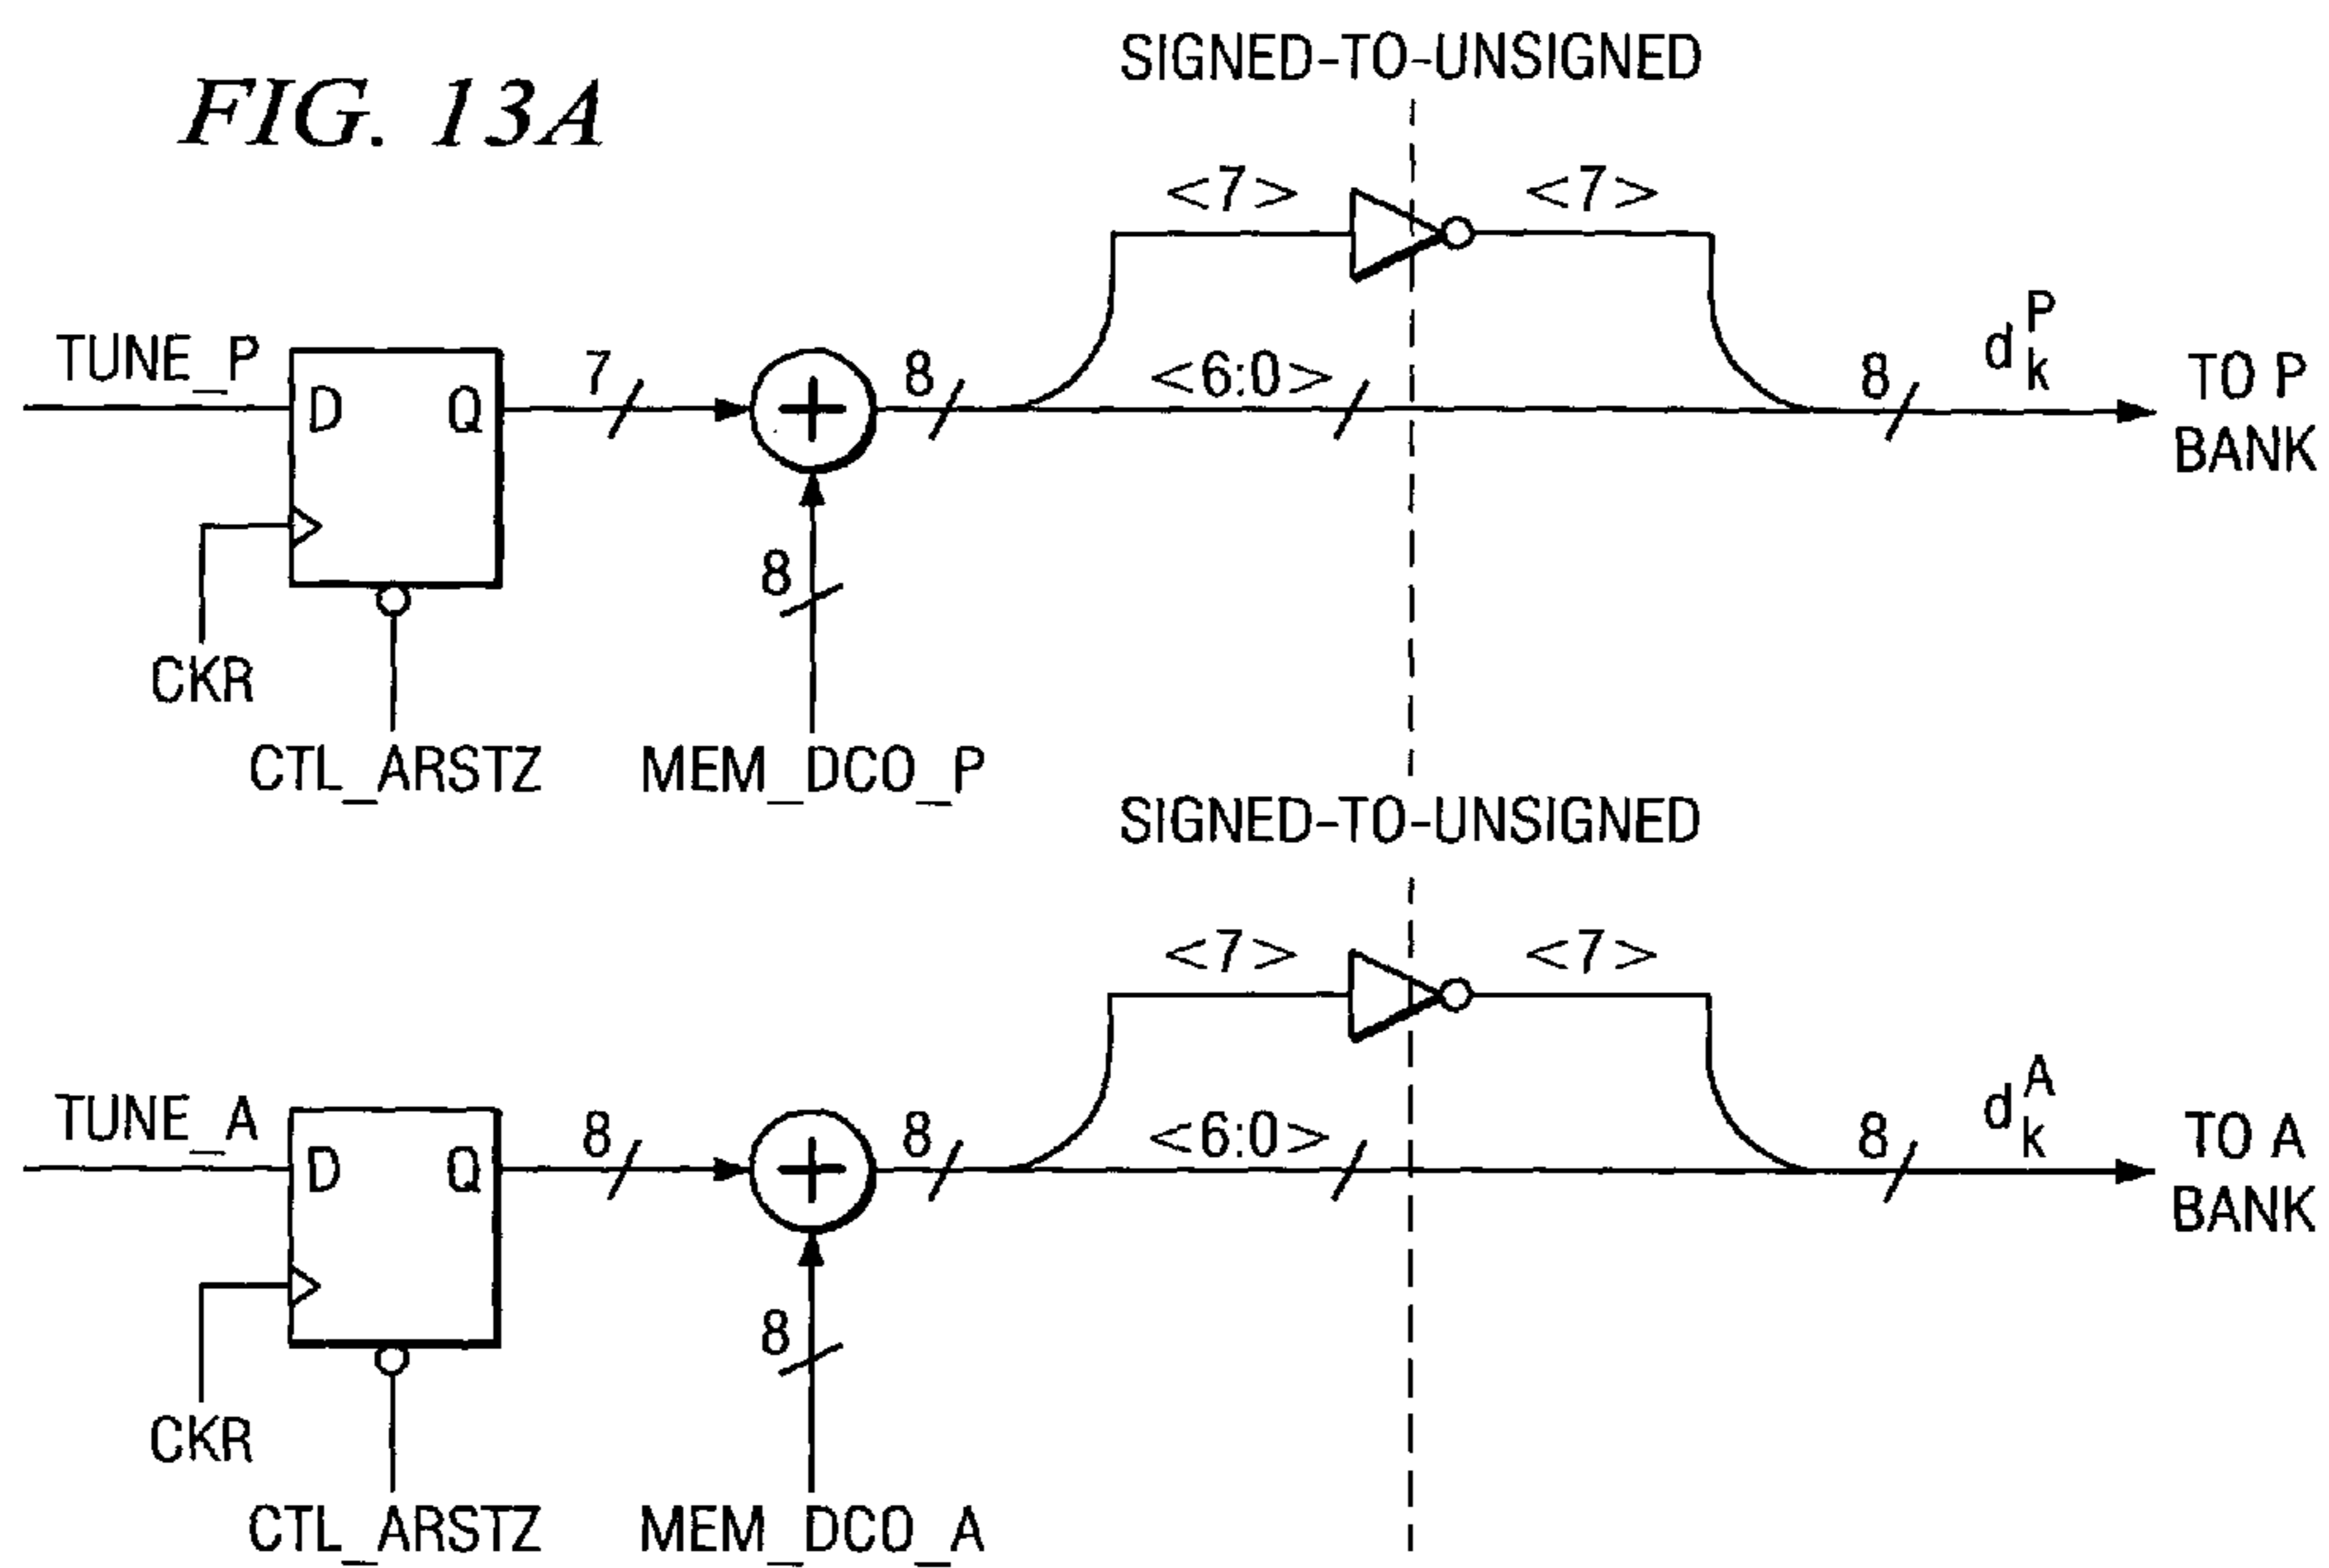 FIG. 13A
SIGNED-TO-UNSIGNED
<7>
<7>
TUNE_P
D
Q
7
8
<6:0>
8
d P k
TO P
BANK
8
CKR
CTL_ARSTZ
MEM_DCO_P
SIGNED-TO-UNSIGNED
<7>
<7>
TUNE_A
D
Q
8
8
<6:0>
8
d A k
TO A
BANK
8
CKR
CTL_ARSTZ
MEM_DCO_A